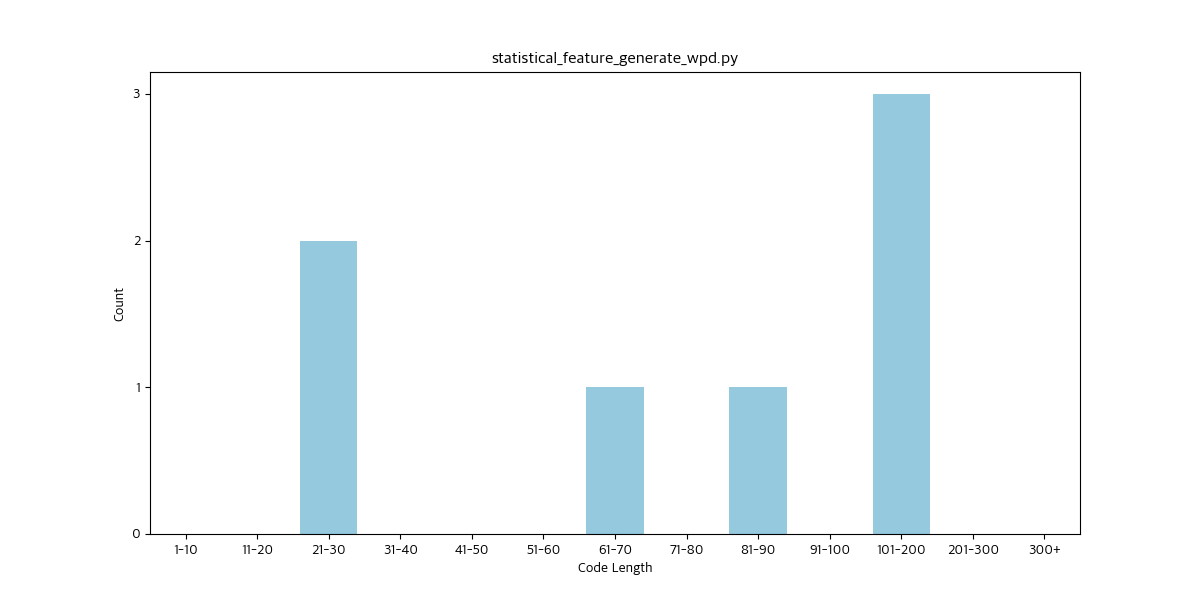 statistical_feature_generate_wpd.py
3
2
1
0
Count
1-10 11-20 21-30 31-40 41-50 51-60 61-70 71-80 81-90 91-100 101-200 201-300 300+
Code Length